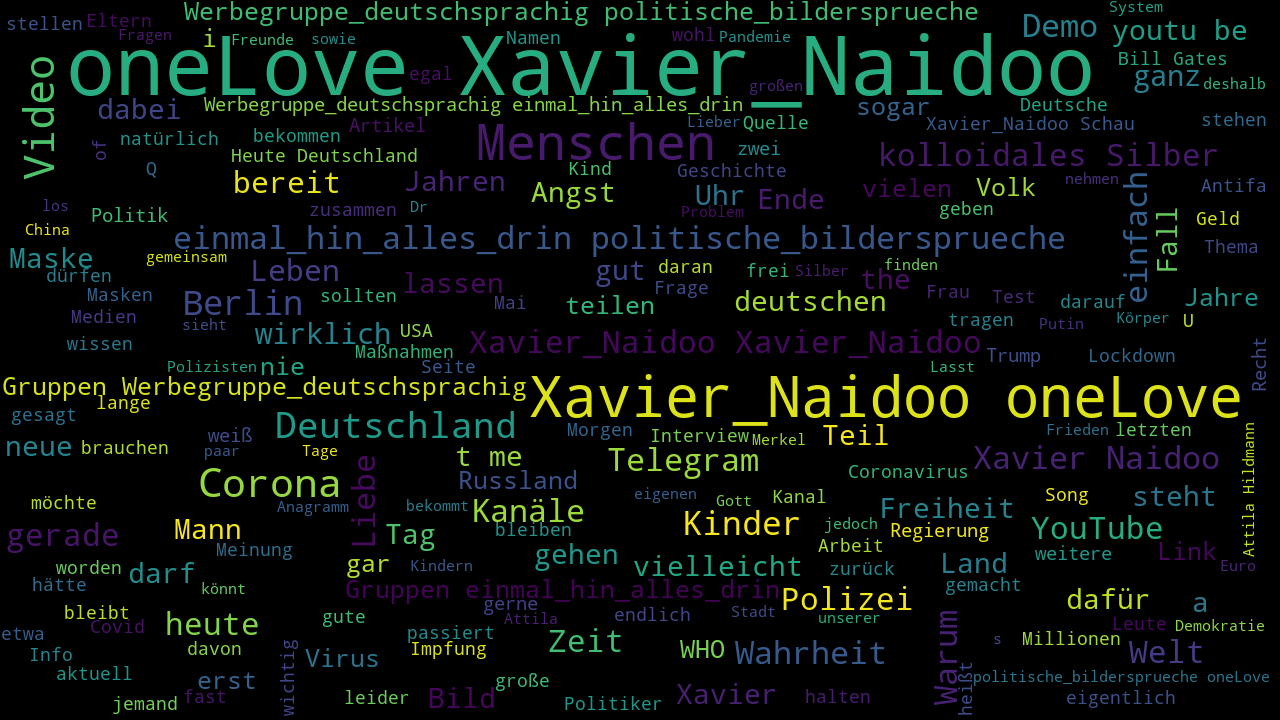 Werbegruppe_deutschsprachig politische_bildersprueche
stellen Eltern Demo System
Fragen i Freunde sowie Namen wohl Pandemie youtu be
oneLove Xavier_Naidoo
Video egal großen Bill Gates
ganz deshalb
dabei Werbegruppe_deutschsprachig einmal_hin_alles_drin sogar Deutsche
of natürlich bekommen Artikel Menschen Lieber Quelle Xavier_Naidoo Schau stehen
Q Heute Deutschland zwei kolloidales Silber
bereit Jahren Kind Geschichte
Angst Uhr Ende vielen Volk nehmen Antifa
los Politik zusammen Dr Problem geben einfach Fall Geld
China
einmal_hin_alles_drin politische_bildersprueche Thema
Maske gemeinsam
dürfen Leben lassen gut daran frei Silber finden the
Masken Berlin sollten Mai teilen Frage deutschen Frau Test darauf Jahre
Medien sieht wirklich USA tragen Putin Körper U
wissen Maßnahmen Xavier_Naidoo Xavier_Naidoo Trump Lockdown Recht
Polizisten nie Seite Lasst
Gruppen Werbegruppe_deutschsprachig Xavier_Naidoo oneLove
gesagt lange
neue brauchen weiß Deutschland Morgen Interview Merkel Teil Frieden letzten
paar Tage t me Telegram Xavier Naidoo Attila Hildmann
Corona Liebe Russland Coronavirus
möchte Anagramm bekommt Kanäle eigenen Gott Kanal Song steht
gerade Mann Tag bleiben Kinder jedoch Freiheit Regierung YouTube
Meinung gehen Arbeit weitere Link
worden darf gar Kindern vielleicht zurück Land Euro
hätte könnt Gruppen einmal_hin_alles_drin gemacht
bleibt gerne Polizei dafür a
Covid heute gute Attila endlich Stadt unserer Leute Demokratie
etwa passiert Zeit Warum s Millionen
Info davon wichtig Virus Impfung WHO Wahrheit Welt
aktuell erst große heißt politische_bildersprueche oneLove
jemand fast leider Bild Politiker Xavier halten eigentlich